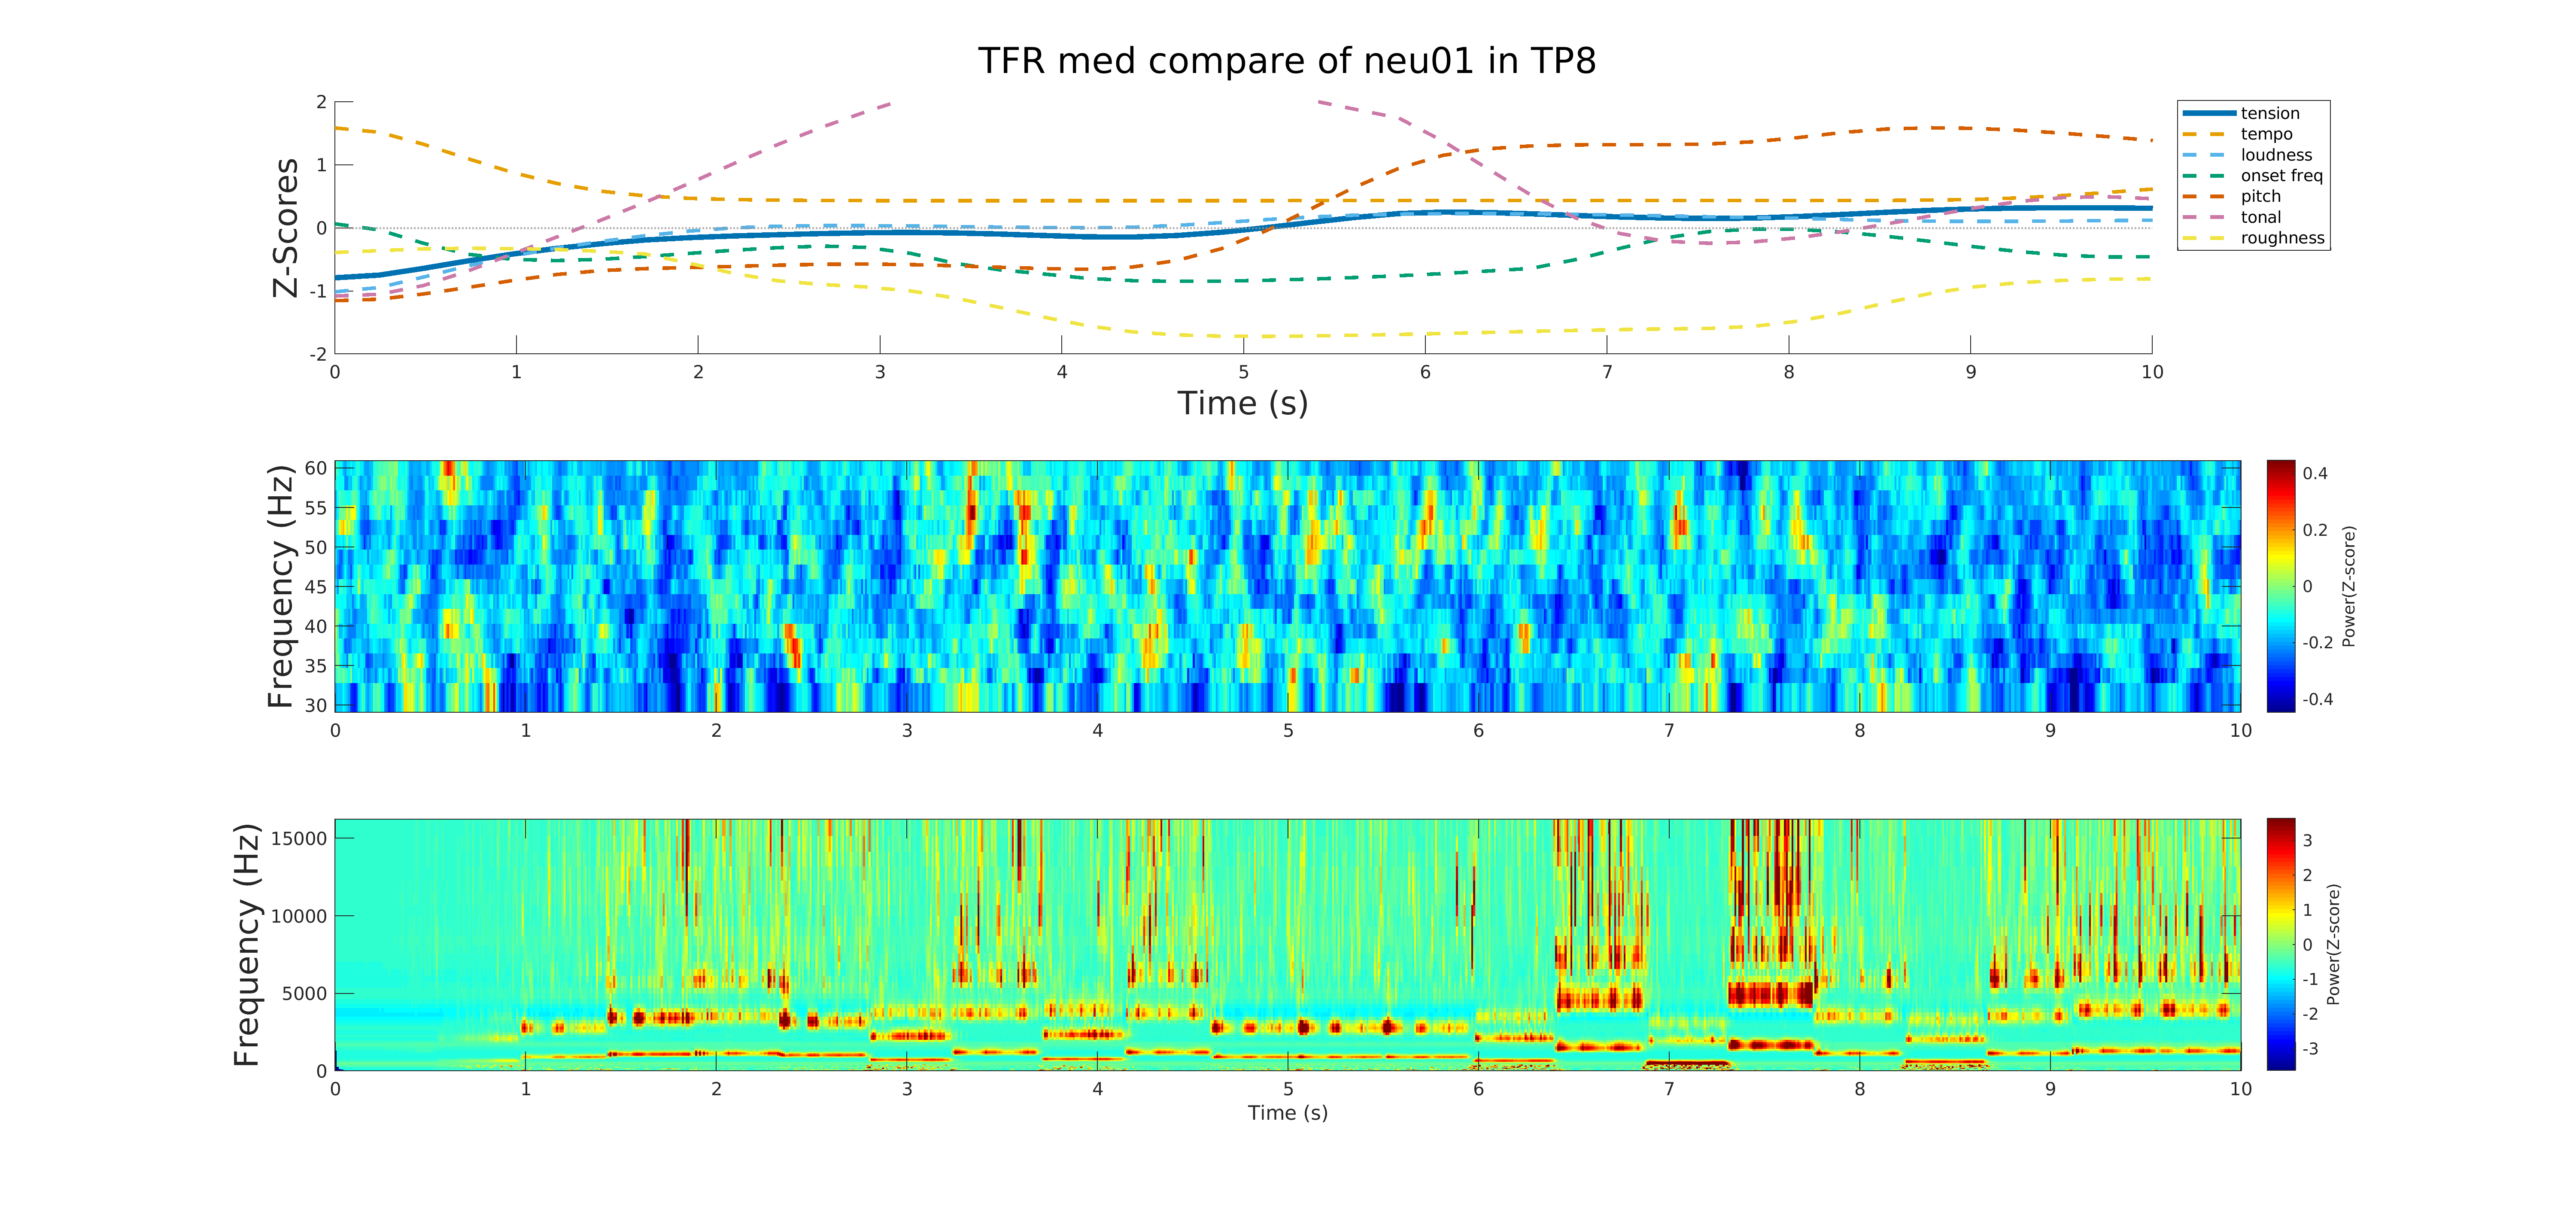 TFR med compare of neu01 in TP8
2
1
0
-1
-2
Z-Scores
0 1 2 3 4 5 6 7 8 9 10
Time (s)
tension
tempo
loudness
onset freq
pitch
tonal
roughness
60
55
50
45
40
35
30
Frequency (Hz)
0 1 2 3 4 5 6 7 8 9 10
0.4
0.2
0
-0.2
-0.4
Power(Z-score)
15000
10000
5000
0
Frequency (Hz)
0 1 2 3 4 5 6 7 8 9 10
Time (s)
3
2
1
0
-1
-2
-3
Power(Z-score)